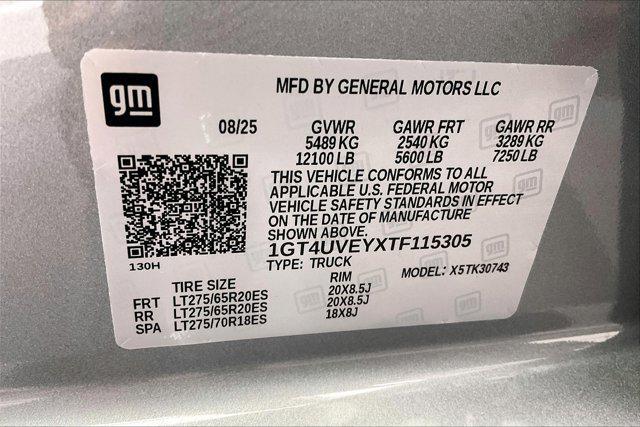 gm
MFD BY GENERAL MOTORS LLC
08/25 GVWR GAWR FRT GAWR RR
5489 KG 2540 KG 3289 KG
12100 LB 5600 LB 7250 LB
THIS VEHICLE CONFORMS TO ALL
APPLICABLE U.S. FEDERAL MOTOR
VEHICLE SAFETY STANDARDS IN EFFECT
ON THE DATE OF MANUFACTURE
SHOWN ABOVE.
1GT4UVEYXTF115305
130H
TYPE: TRUCK MODEL: X5TK30743
TIRE SIZE RIM
FRT LT275/65R20ES 20X8.5J
RR LT275/65R20ES 20X8.5J
SPA LT275/70R18ES 18X8J